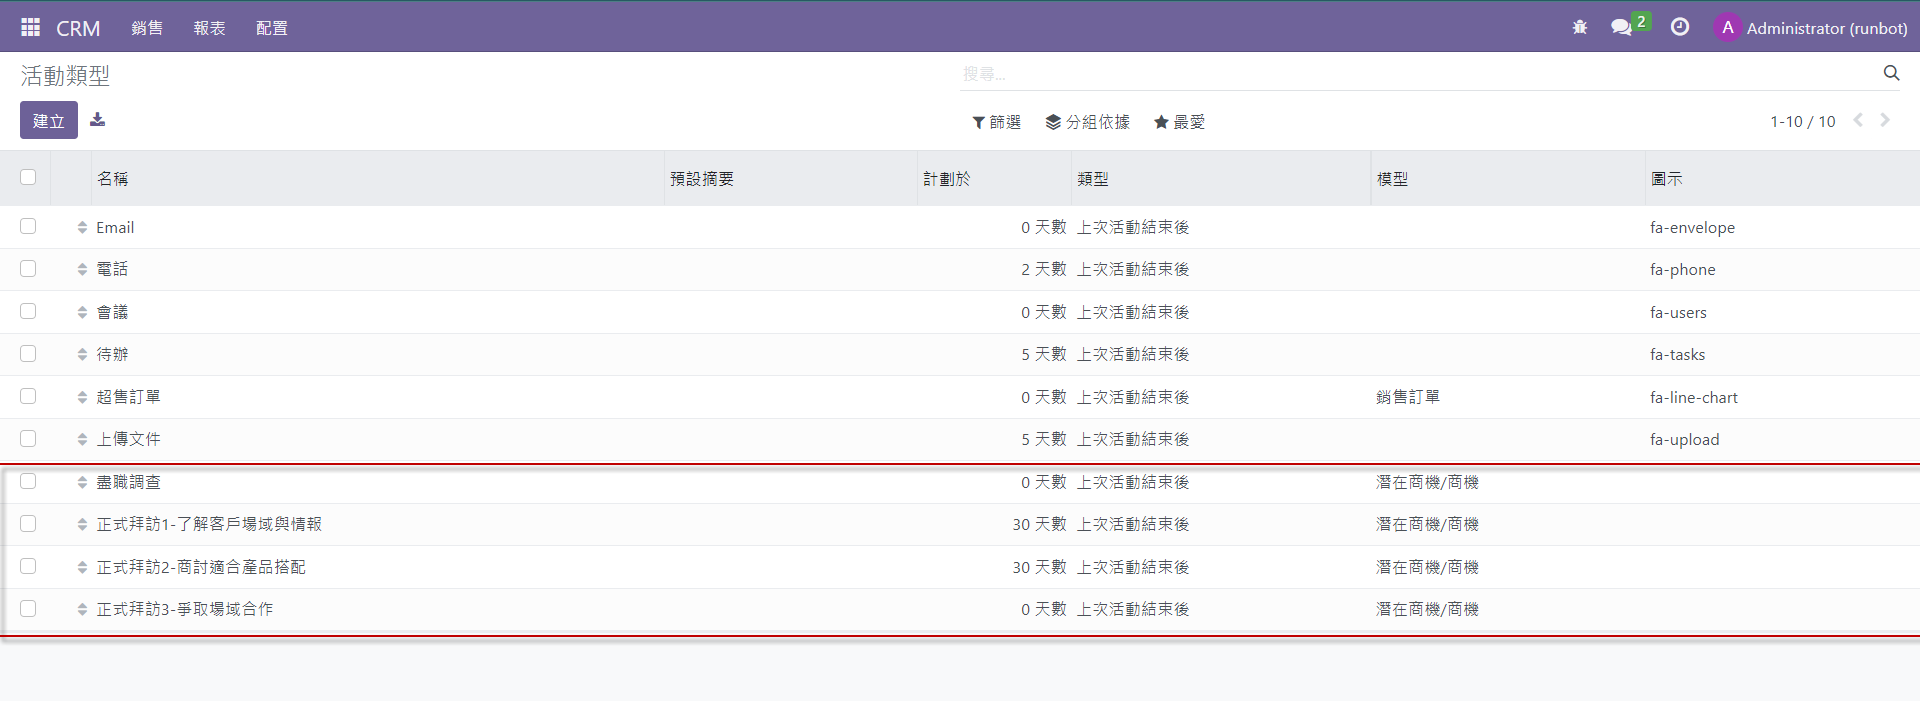 CRM 銷售 報表 配置 2 A Administrator (runbot)
活動類型 搜尋...
建立 篩選 分組依據 最愛 1-10 / 10
名稱 預設摘要 計劃於 類型 模型 圖示
Email 0 天數 上次活動結束後 fa-envelope
電話 2 天數 上次活動結束後 fa-phone
會議 0 天數 上次活動結束後 fa-users
待辦 5 天數 上次活動結束後 fa-tasks
超售訂單 0 天數 上次活動結束後 銷售訂單 fa-line-chart
上傳文件 5 天數 上次活動結束後 fa-upload
盡職調查 0 天數 上次活動結束後 潛在商機/商機
正式拜訪1-了解客戶場域與情報 30 天數 上次活動結束後 潛在商機/商機
正式拜訪2-商討適合產品搭配 30 天數 上次活動結束後 潛在商機/商機
正式拜訪3-爭取場域合作 0 天數 上次活動結束後 潛在商機/商機